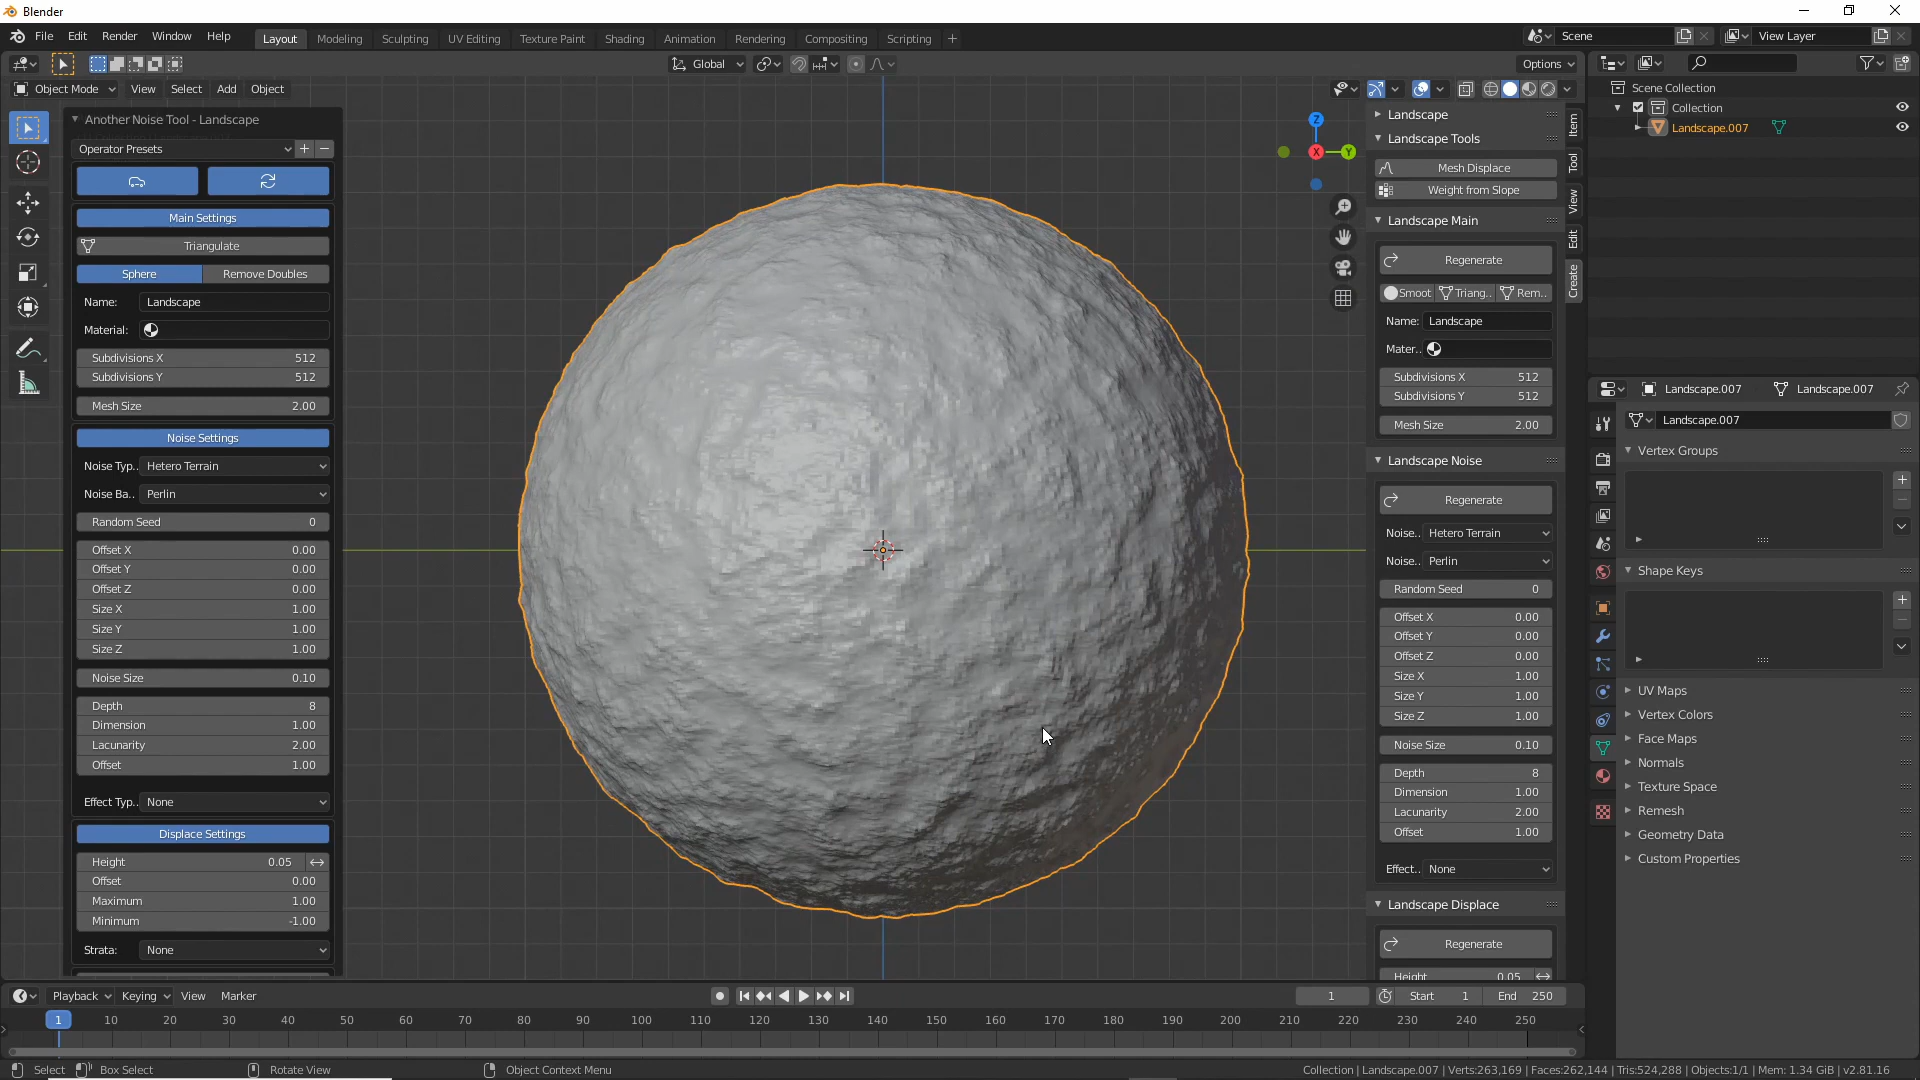 Blender
File Edit Render Window Help
Layout Modeling Sculpting UV Editing Texture Paint Shading Animation Rendering Compositing Scripting +
Scene
View Layer
Global
Options
Object Mode View Select Add Object
Another Noise Tool - Landscape
Operator Presets
Main Settings
Triangulate
Sphere Remove Doubles
Name: Landscape
Material:
Subdivisions X 512
Subdivisions Y 512
Mesh Size 2.00
Noise Settings
Noise Typ.. Hetero Terrain
Noise Ba.. Perlin
Random Seed 0
Offset X 0.00
Offset Y 0.00
Offset Z 0.00
Size X 1.00
Size Y 1.00
Size Z 1.00
Noise Size 0.10
Depth 8
Dimension 1.00
Lacunarity 2.00
Offset 1.00
Effect Typ.. None
Displace Settings
Height 0.05
Offset 0.00
Maximum 1.00
Minimum -1.00
Strata: None
Z
X
Y
Landscape
Landscape Tools
Mesh Displace
Weight from Slope
Landscape Main
Regenerate
Smoot Triang.. Rem..
Name: Landscape
Mater..
Subdivisions X 512
Subdivisions Y 512
Mesh Size 2.00
Landscape Noise
Regenerate
Noise.. Hetero Terrain
Noise.. Perlin
Random Seed 0
Offset X 0.00
Offset Y 0.00
Offset Z 0.00
Size X 1.00
Size Y 1.00
Size Z 1.00
Noise Size 0.10
Depth 8
Dimension 1.00
Lacunarity 2.00
Offset 1.00
Effect.. None
Landscape Displace
Regenerate
Height 0.05
Item
Tool
View
Edit
Create
Scene Collection
Collection
Landscape.007
Landscape.007 Landscape.007
Landscape.007
Vertex Groups
Shape Keys
UV Maps
Vertex Colors
Face Maps
Normals
Texture Space
Remesh
Geometry Data
Custom Properties
Playback Keying View Marker
1 Start 1 End 250
1 10 20 30 40 50 60 70 80 90 100 110 120 130 140 150 160 170 180 190 200 210 220 230 240 250
Select Box Select Rotate View Object Context Menu
Collection | Landscape.007 | Verts:263,169 | Faces:262,144 | Tris:524,288 | Objects:1/1 | Mem: 1.34 GiB | v2.81.16